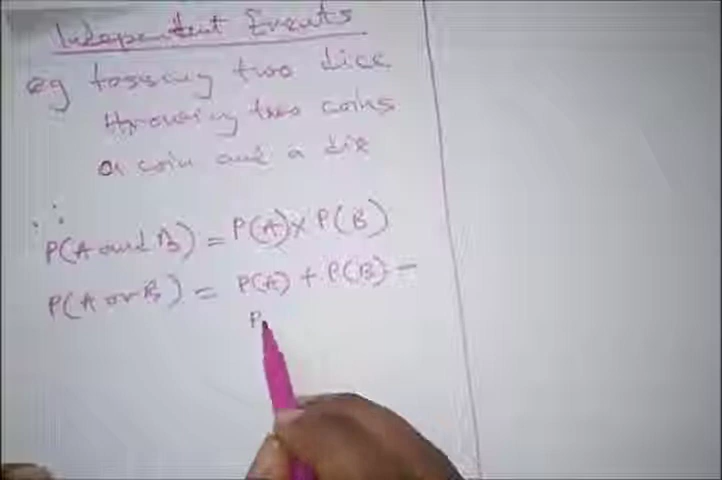 Independent Events
eg tossing two dice
throwing two coins
a coin and a die
∴
P(A and B) = P(A) x P(B)
P(A or B) = P(A) + P(B) -
P